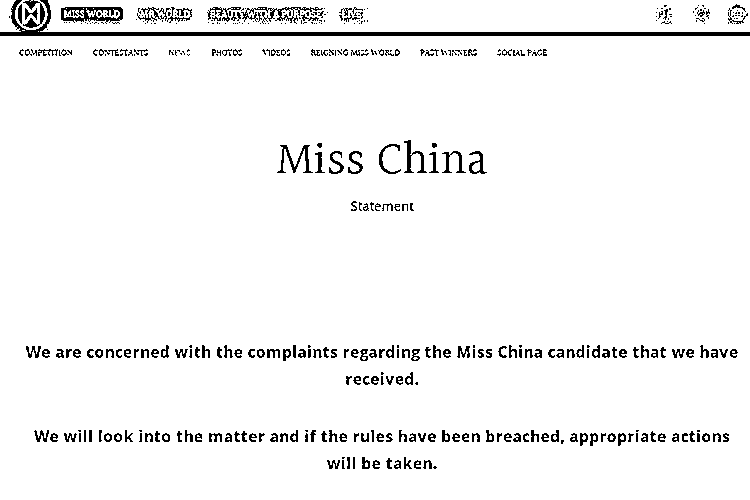 MISS WORLD MR WORLD BEAUTY WITH A PURPOSE LIVE
COMPETITION CONTESTANTS NEWS PHOTOS VIDEOS REIGNING MISS WORLD PAST WINNERS SOCIAL PAGE
Miss China
Statement
We are concerned with the complaints regarding the Miss China candidate that we have
received.
We will look into the matter and if the rules have been breached, appropriate actions
will be taken.